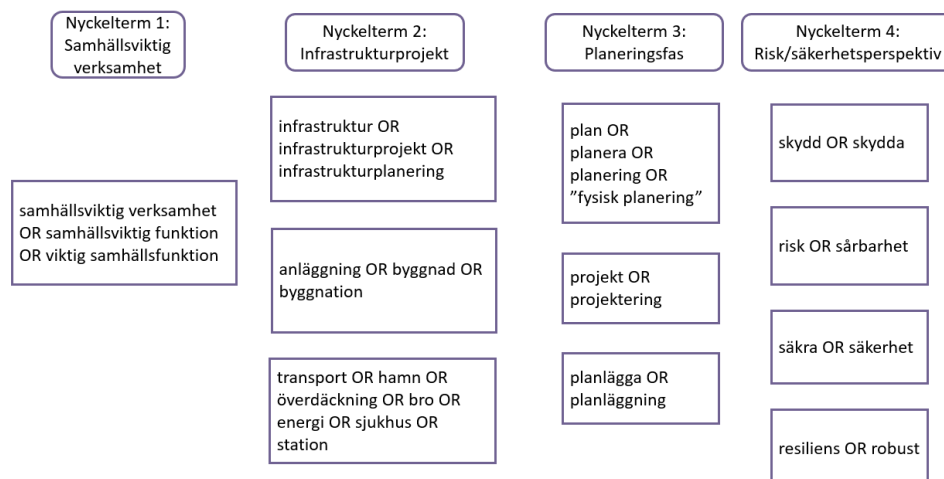 Nyckelterm 1:
Samhällsviktig
verksamhet
samhällsviktig verksamhet
OR samhällsviktig funktion
OR viktig samhällsfunktion
Nyckelterm 2:
Infrastrukturprojekt
infrastruktur OR
infrastrukturprojekt OR
infrastrukturplanering
anläggning OR byggnad OR
byggnation
transport OR hamn OR
överdäckning OR bro OR
energi OR sjukhus OR
station
Nyckelterm 3:
Planeringsfas
plan OR
planera OR
planering OR
”fysisk planering”
projekt OR
projektering
planlägga OR
planläggning
Nyckelterm 4:
Risk/säkerhetsperspektiv
skydd OR skydda
risk OR sårbarhet
säkra OR säkerhet
resiliens OR robust